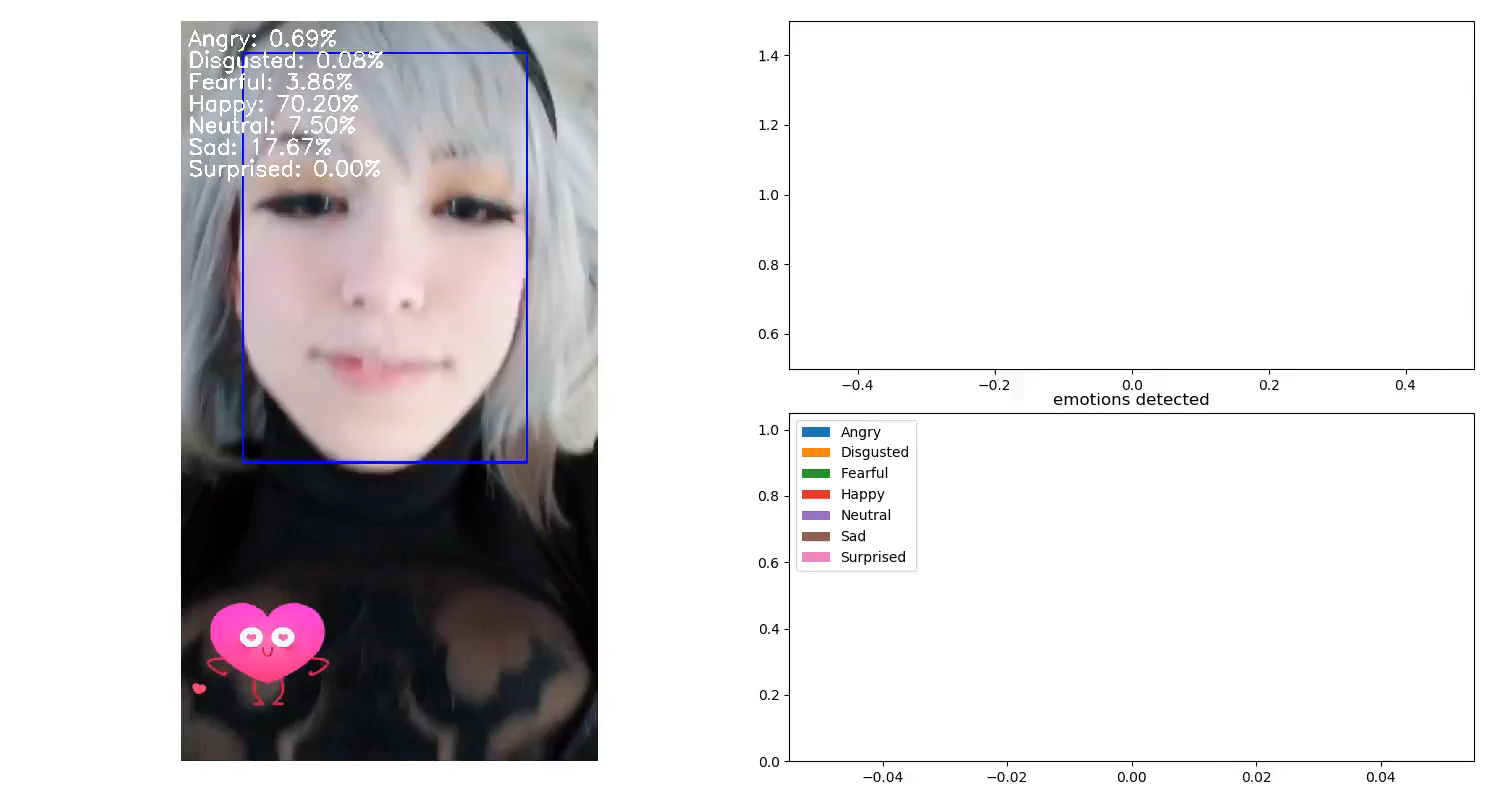 Angry: 0.69%
Disgusted: 0.08%
Fearful: 3.86%
Happy: 70.20%
Neutral: 7.50%
Sad: 17.67%
Surprised: 0.00%
1.4
1.2
1.0
0.8
0.6
−0.4 −0.2 0.0 0.2 0.4
emotions detected
1.0
0.8
0.6
0.4
0.2
0.0
Angry
Disgusted
Fearful
Happy
Neutral
Sad
Surprised
−0.04 −0.02 0.00 0.02 0.04